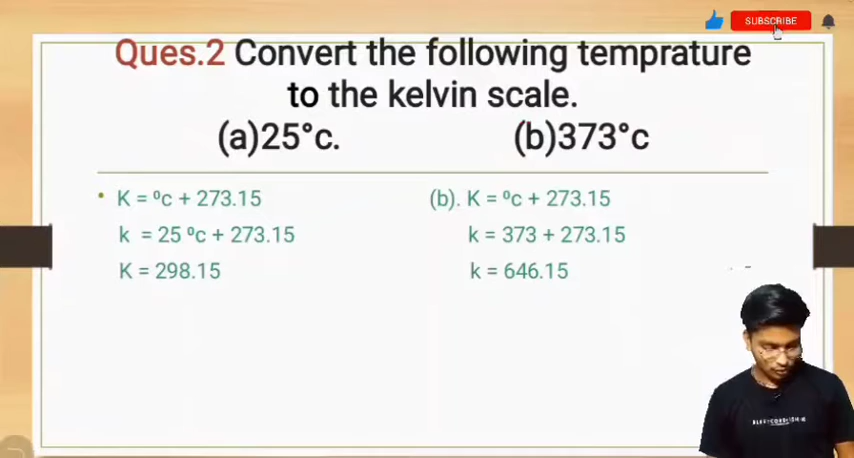 SUBSCRIBE
Ques.2 Convert the following temprature
to the kelvin scale.
(a)25°c. (b)373°c
• K = ⁰c + 273.15
k = 25 ⁰c + 273.15
K = 298.15
(b). K = ⁰c + 273.15
k = 373 + 273.15
k = 646.15